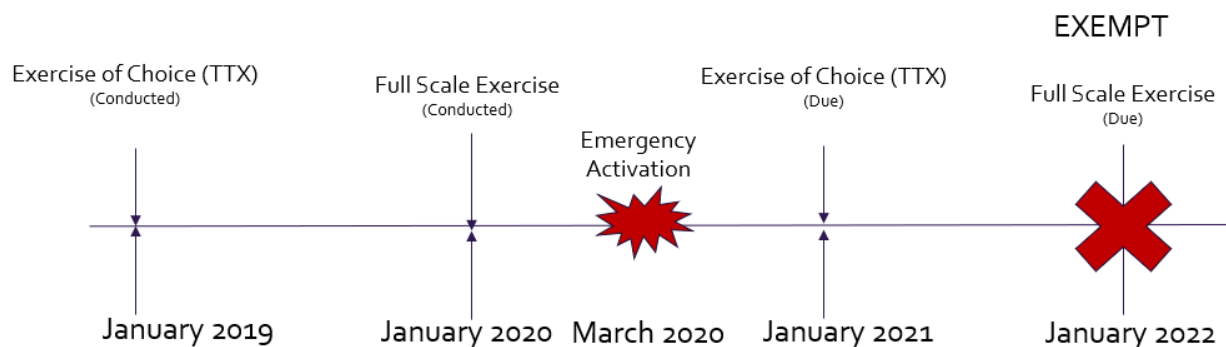 EXEMPT
Exercise of Choice (TTX)
(Conducted)
Full Scale Exercise
(Conducted)
Emergency
Activation
Exercise of Choice (TTX)
(Due)
Full Scale Exercise
(Due)
January 2019
January 2020
March 2020
January 2021
January 2022